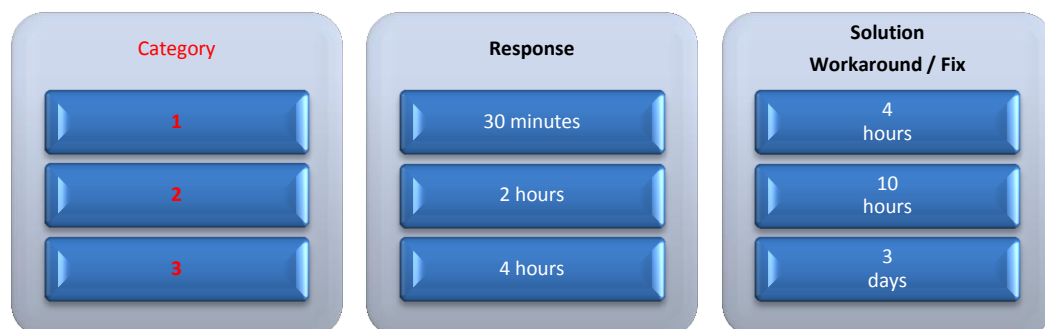 Category
1
2
3
Response
30 minutes
2 hours
4 hours
Solution
Workaround / Fix
4
hours
10
hours
3
days